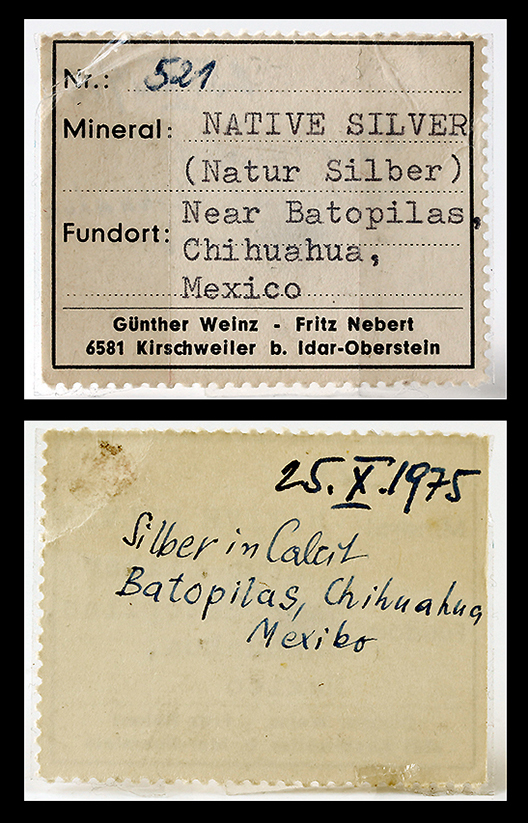 Nr.: 521
Mineral: NATIVE SILVER
(Natur Silber)
Near Batopilas,
Fundort: Chihuahua,
Mexico
Günther Weinz - Fritz Nebert
6581 Kirschweiler b. Idar-Oberstein
25.X.1975
Silber in Calcit
Batopilas, Chihuahua
Mexiko